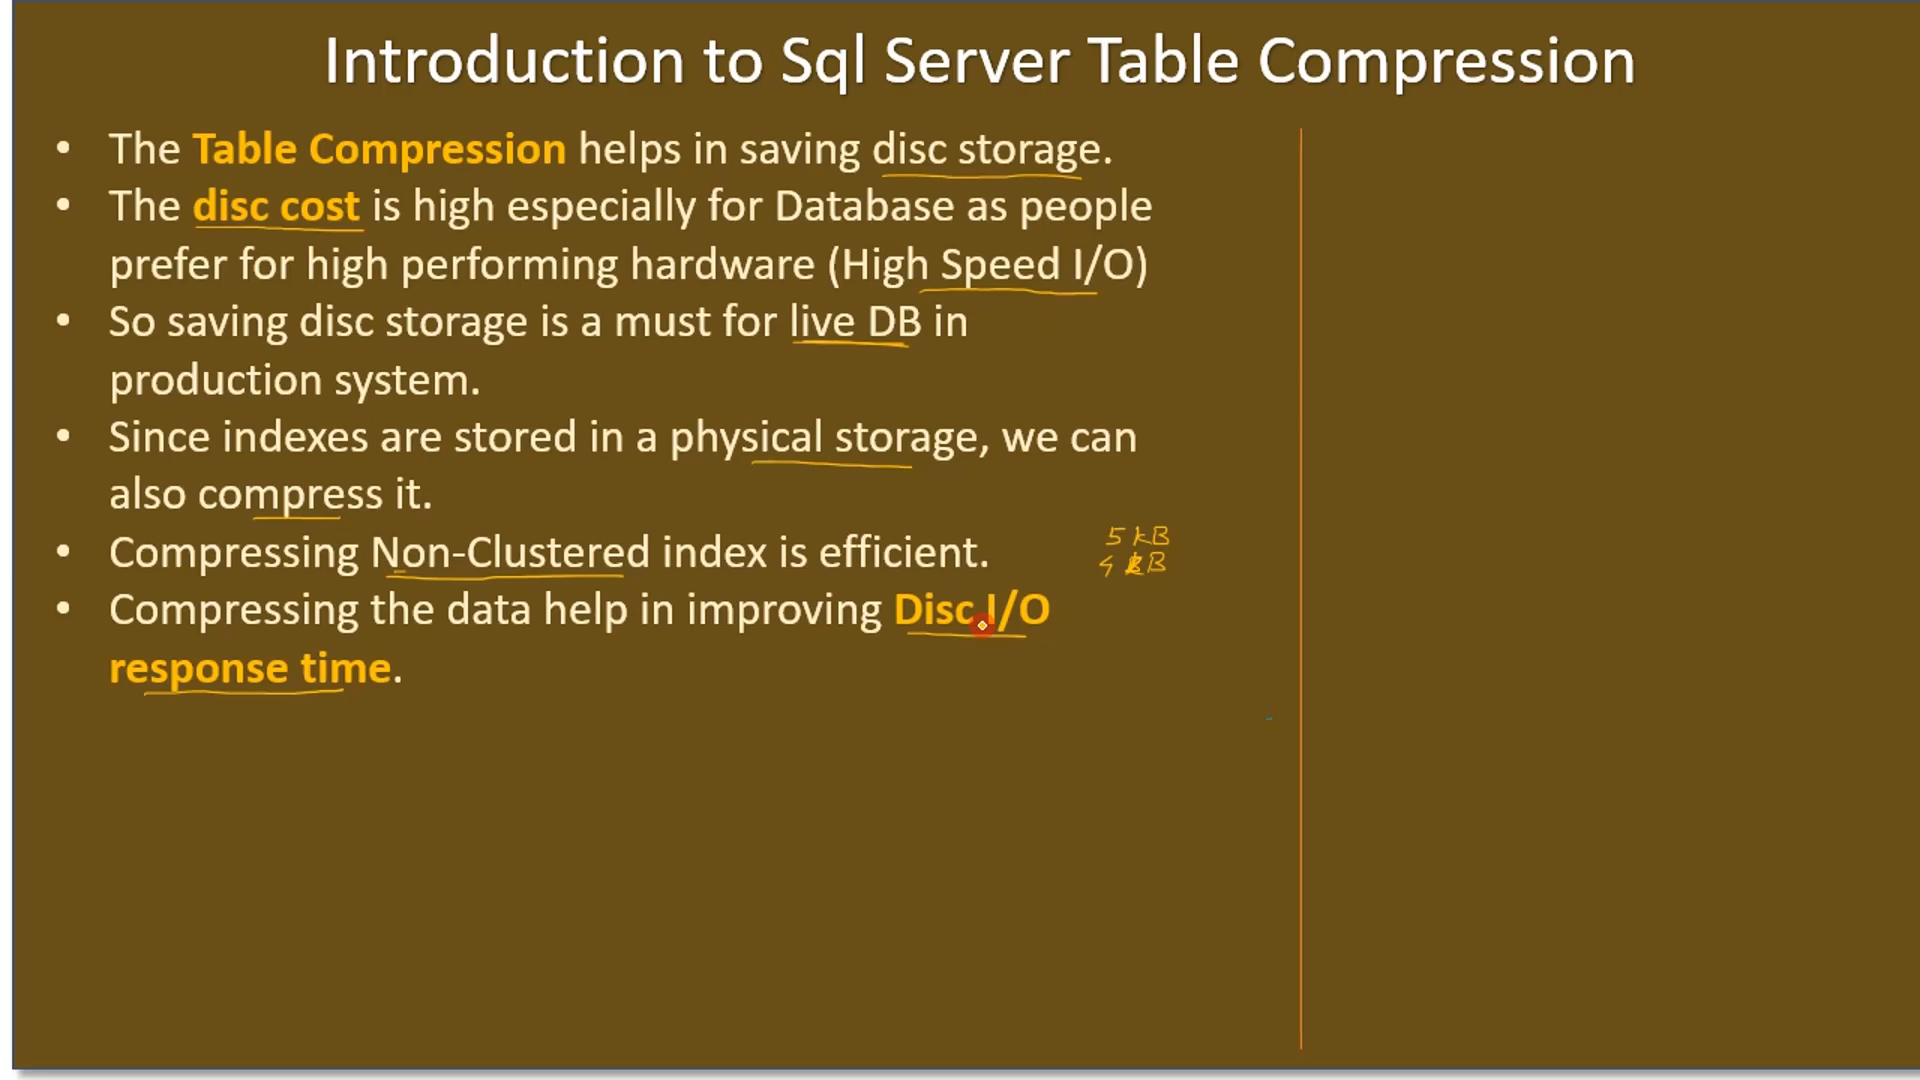 Introduction to Sql Server Table Compression
• The Table Compression helps in saving disc storage.
• The disc cost is high especially for Database as people
prefer for high performing hardware (High Speed I/O)
• So saving disc storage is a must for live DB in
production system.
• Since indexes are stored in a physical storage, we can
also compress it.
• Compressing Non-Clustered index is efficient.
5 kB
• Compressing the data help in improving Disc I/O
response time.